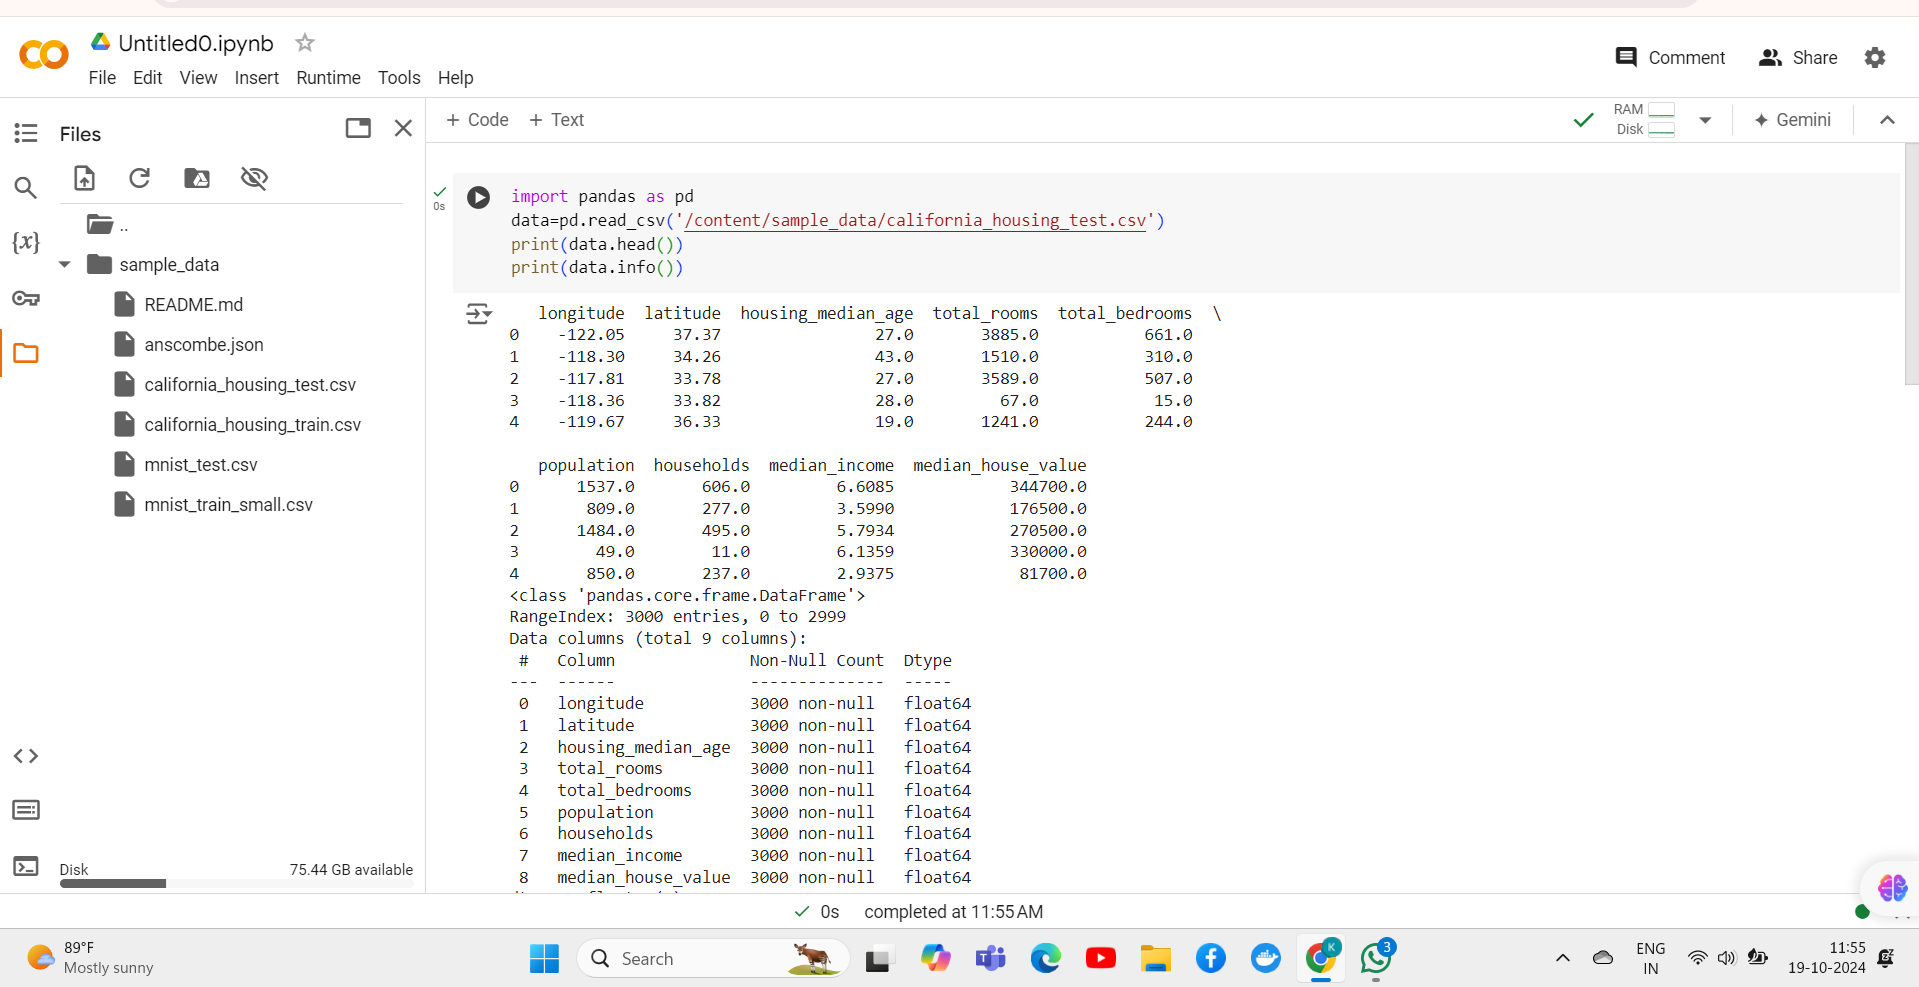 Untitled0.ipynb
File Edit View Insert Runtime Tools Help
Comment
Share
Files
+ Code + Text
RAM
Disk
Gemini
..
sample_data
README.md
anscombe.json
california_housing_test.csv
california_housing_train.csv
mnist_test.csv
mnist_train_small.csv
Disk 75.44 GB available
{x}
0s
import pandas as pd
data=pd.read_csv('/content/sample_data/california_housing_test.csv')
print(data.head())
print(data.info())
longitude latitude housing_median_age total_rooms total_bedrooms \
0 -122.05 37.37 27.0 3885.0 661.0
1 -118.30 34.26 43.0 1510.0 310.0
2 -117.81 33.78 27.0 3589.0 507.0
3 -118.36 33.82 28.0 67.0 15.0
4 -119.67 36.33 19.0 1241.0 244.0
population households median_income median_house_value
0 1537.0 606.0 6.6085 344700.0
1 809.0 277.0 3.5990 176500.0
2 1484.0 495.0 5.7934 270500.0
3 49.0 11.0 6.1359 330000.0
4 850.0 237.0 2.9375 81700.0
<class 'pandas.core.frame.DataFrame'>
RangeIndex: 3000 entries, 0 to 2999
Data columns (total 9 columns):
# Column Non-Null Count Dtype
--- ------ -------------- -----
0 longitude 3000 non-null float64
1 latitude 3000 non-null float64
2 housing_median_age 3000 non-null float64
3 total_rooms 3000 non-null float64
4 total_bedrooms 3000 non-null float64
5 population 3000 non-null float64
6 households 3000 non-null float64
7 median_income 3000 non-null float64
8 median_house_value 3000 non-null float64
0s completed at 11:55 AM
89°F
Mostly sunny
Search
K
3
ENG
IN
11:55
19-10-2024